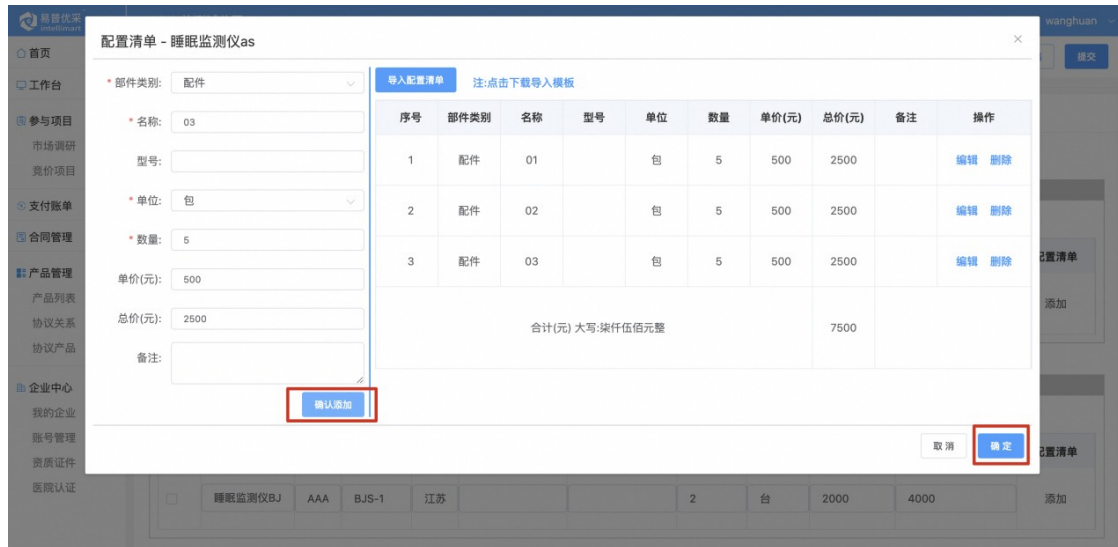 易普优采
intellimart
wanghuan
首页
工作台
参与项目
市场调研
竞价项目
支付账单
合同管理
产品管理
产品列表
协议关系
协议产品
企业中心
我的企业
账号管理
资质证件
医院认证
提交
配置清单 - 睡眠监测仪as
* 部件类别: 配件
* 名称: 03
型号:
* 单位: 包
* 数量: 5
单价(元): 500
总价(元): 2500
备注:
确认添加
导入配置清单 注:点击下载导入模板
序号 部件类别 名称 型号 单位 数量 单价(元) 总价(元) 备注 操作
1 配件 01 包 5 500 2500 编辑 删除
2 配件 02 包 5 500 2500 编辑 删除
3 配件 03 包 5 500 2500 编辑 删除
合计(元) 大写:柒仟伍佰元整 7500
取消 确定
配置清单
添加
配置清单
睡眠监测仪BJ AAA BJS-1 江苏 2 台 2000 4000 添加